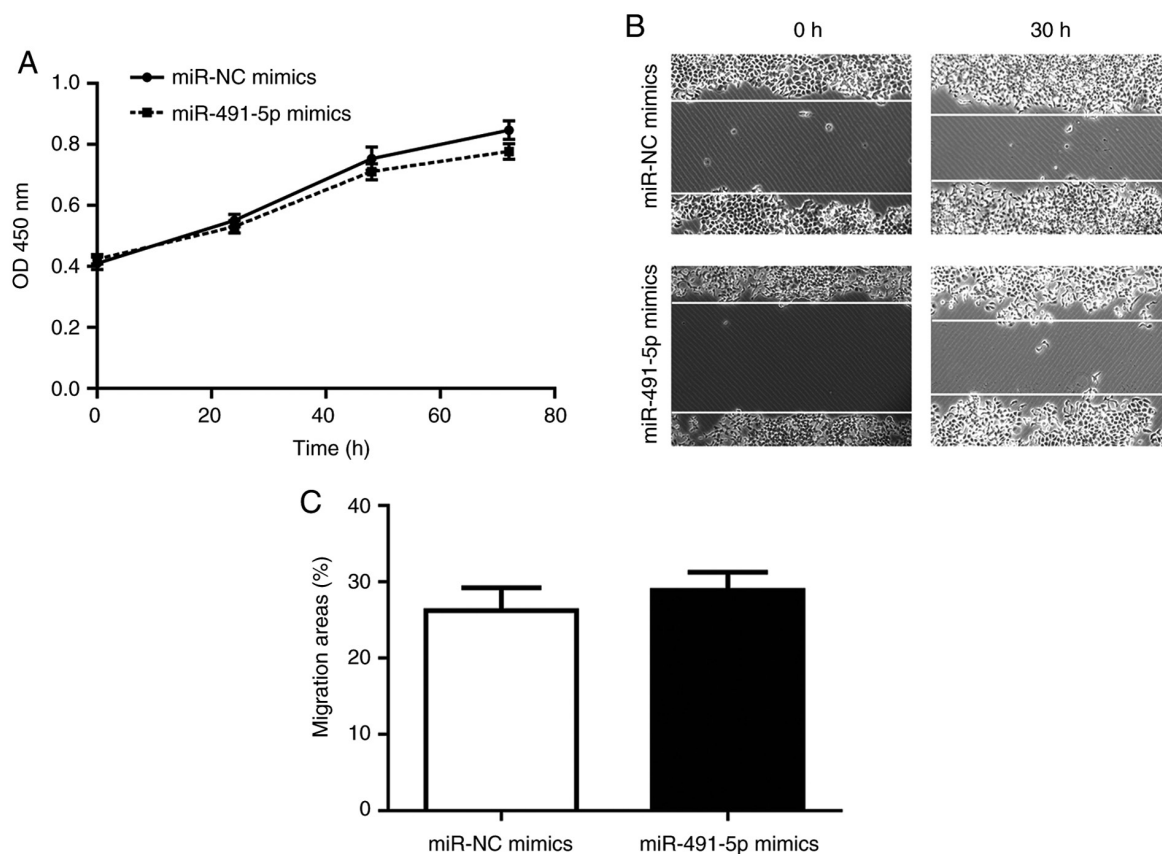 A
miR-NC mimics
miR-491-5p mimics
1.0
0.8
0.6
0.4
0.2
0.0
OD 450 nm
0
20
40
60
80
Time (h)
B
0 h
30 h
miR-NC mimics
miR-491-5p mimics
C
40
30
20
10
0
Migration areas (%)
miR-NC mimics
miR-491-5p mimics